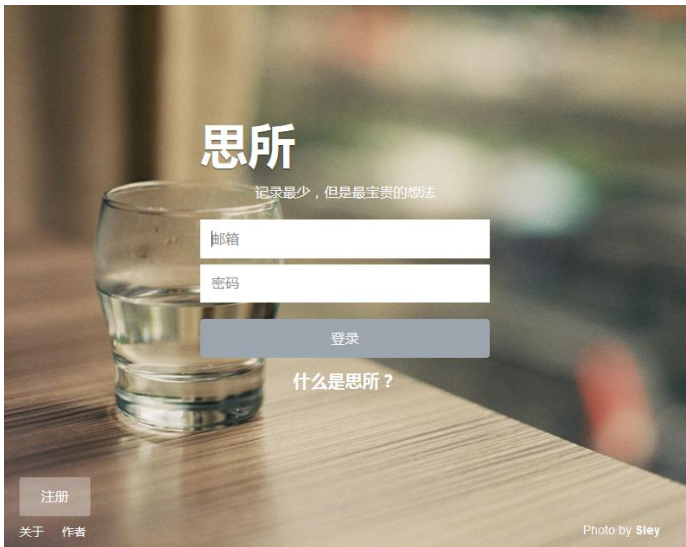 思所
记录最少，但是最宝贵的想法
邮箱
密码
登录
什么是思所？
注册
关于 作者
Photo by Sley